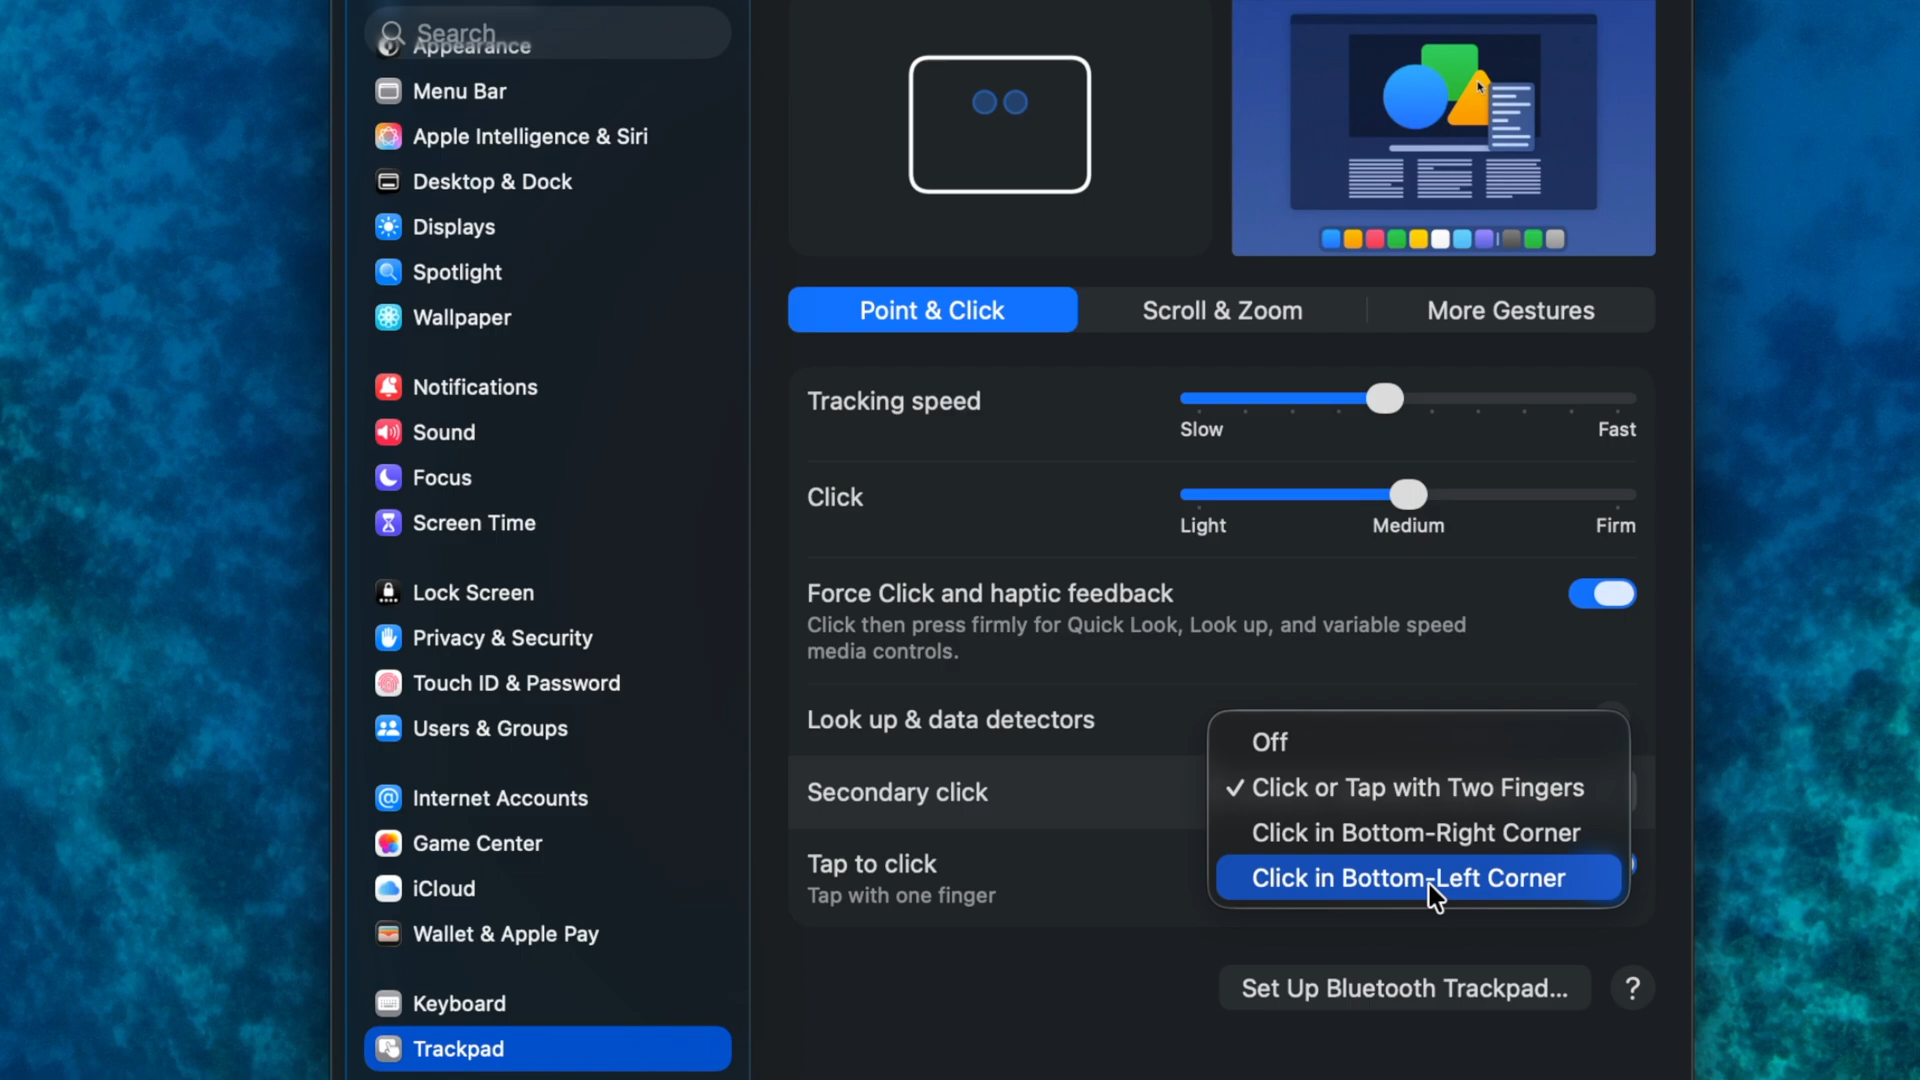 Search
Appearance
Menu Bar
Apple Intelligence & Siri
Desktop & Dock
Displays
Spotlight
Wallpaper
Notifications
Sound
Focus
Screen Time
Lock Screen
Privacy & Security
Touch ID & Password
Users & Groups
Internet Accounts
Game Center
iCloud
Wallet & Apple Pay
Keyboard
Trackpad
Point & Click
Scroll & Zoom
More Gestures
Tracking speed
Slow
Fast
Click
Light
Medium
Firm
Force Click and haptic feedback
Click then press firmly for Quick Look, Look up, and variable speed
media controls.
Look up & data detectors
Secondary click
Off
✓ Click or Tap with Two Fingers
Click in Bottom-Right Corner
Click in Bottom-Left Corner
Tap to click
Tap with one finger
Set Up Bluetooth Trackpad...
?